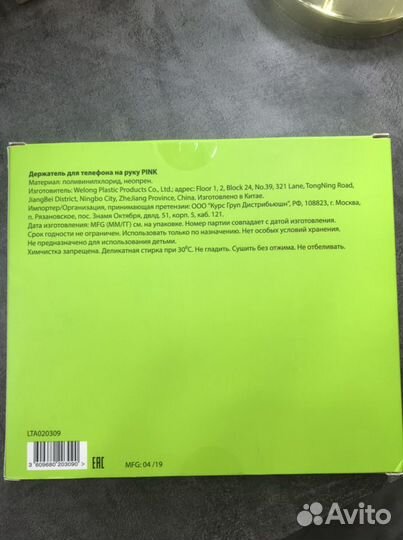 Держатель для телефона на руку PINK
Материал: поливинилхлорид, неопрен.
Изготовитель: Welong Plastic Products Co., Ltd.; адрес: Floor 1, 2, Block 24, No.39, 321 Lane, TongNing Road,
JiangBei District, Ningbo City, ZheJiang Province, China. Изготовлено в Китае.
Импортер/Организация, принимающая претензии: ООО "Курс Груп Дистрибьюшн", РФ, 108823, г. Москва,
п. Рязановское, пос. Знамя Октября, двлд. 51, корп. 5, каб. 121.
Дата изготовления: MFG (ММ/ГГ) см. на упаковке. Номер партии совпадает с датой изготовления.
Срок годности не ограничен. Использовать только по назначению. Нет особых условий хранения.
Не предназначено для использования детьми.
Химчистка запрещена. Деликатная стирка при 30°С. Не гладить. Сушить без отжима. Не отбеливать.
LTA020309
3 609680 203090 >
EAC
MFG: 04 /19
Avito